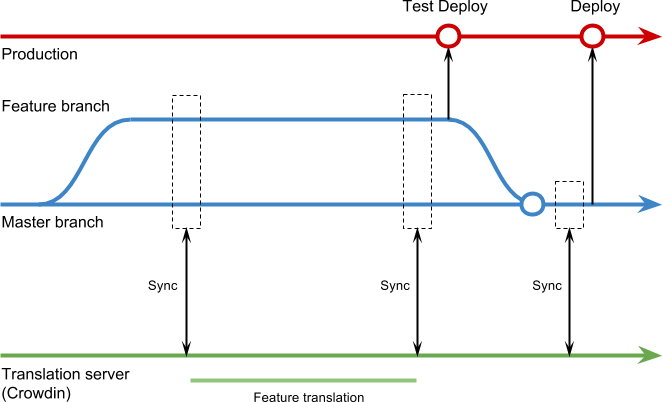 Test Deploy
Deploy
Production
Feature branch
Master branch
Sync
Sync
Sync
Translation server
(Crowdin)
Feature translation